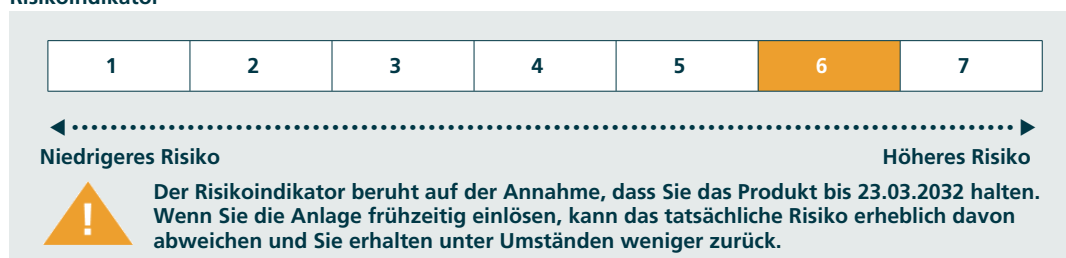 Risikoindikator
1 2 3 4 5 6 7
Niedrigeres Risiko Höheres Risiko
Der Risikoindikator beruht auf der Annahme, dass Sie das Produkt bis 23.03.2032 halten.
Wenn Sie die Anlage frühzeitig einlösen, kann das tatsächliche Risiko erheblich davon
abweichen und Sie erhalten unter Umständen weniger zurück.